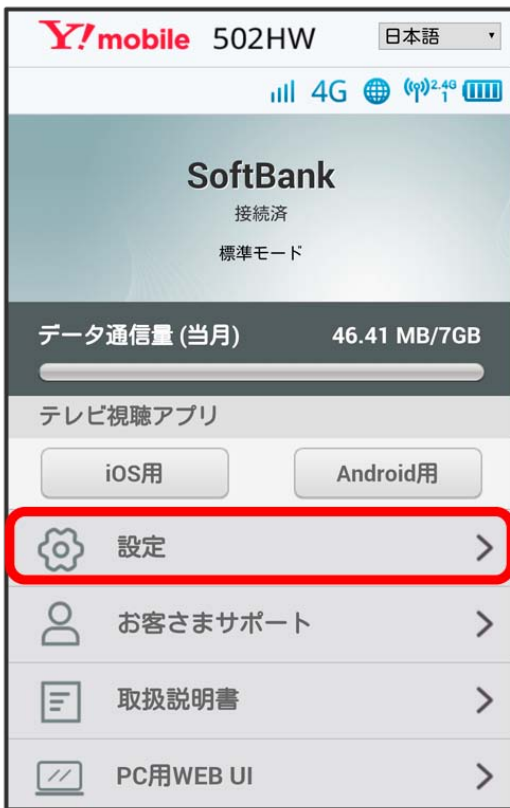 Y!mobile 502HW 日本語
4G 2.4G 1
SoftBank
接続済
標準モード
データ通信量 (当月) 46.41 MB/7GB
テレビ視聴アプリ
iOS用 Android用
設定
お客さまサポート
取扱説明書
PC用WEB UI